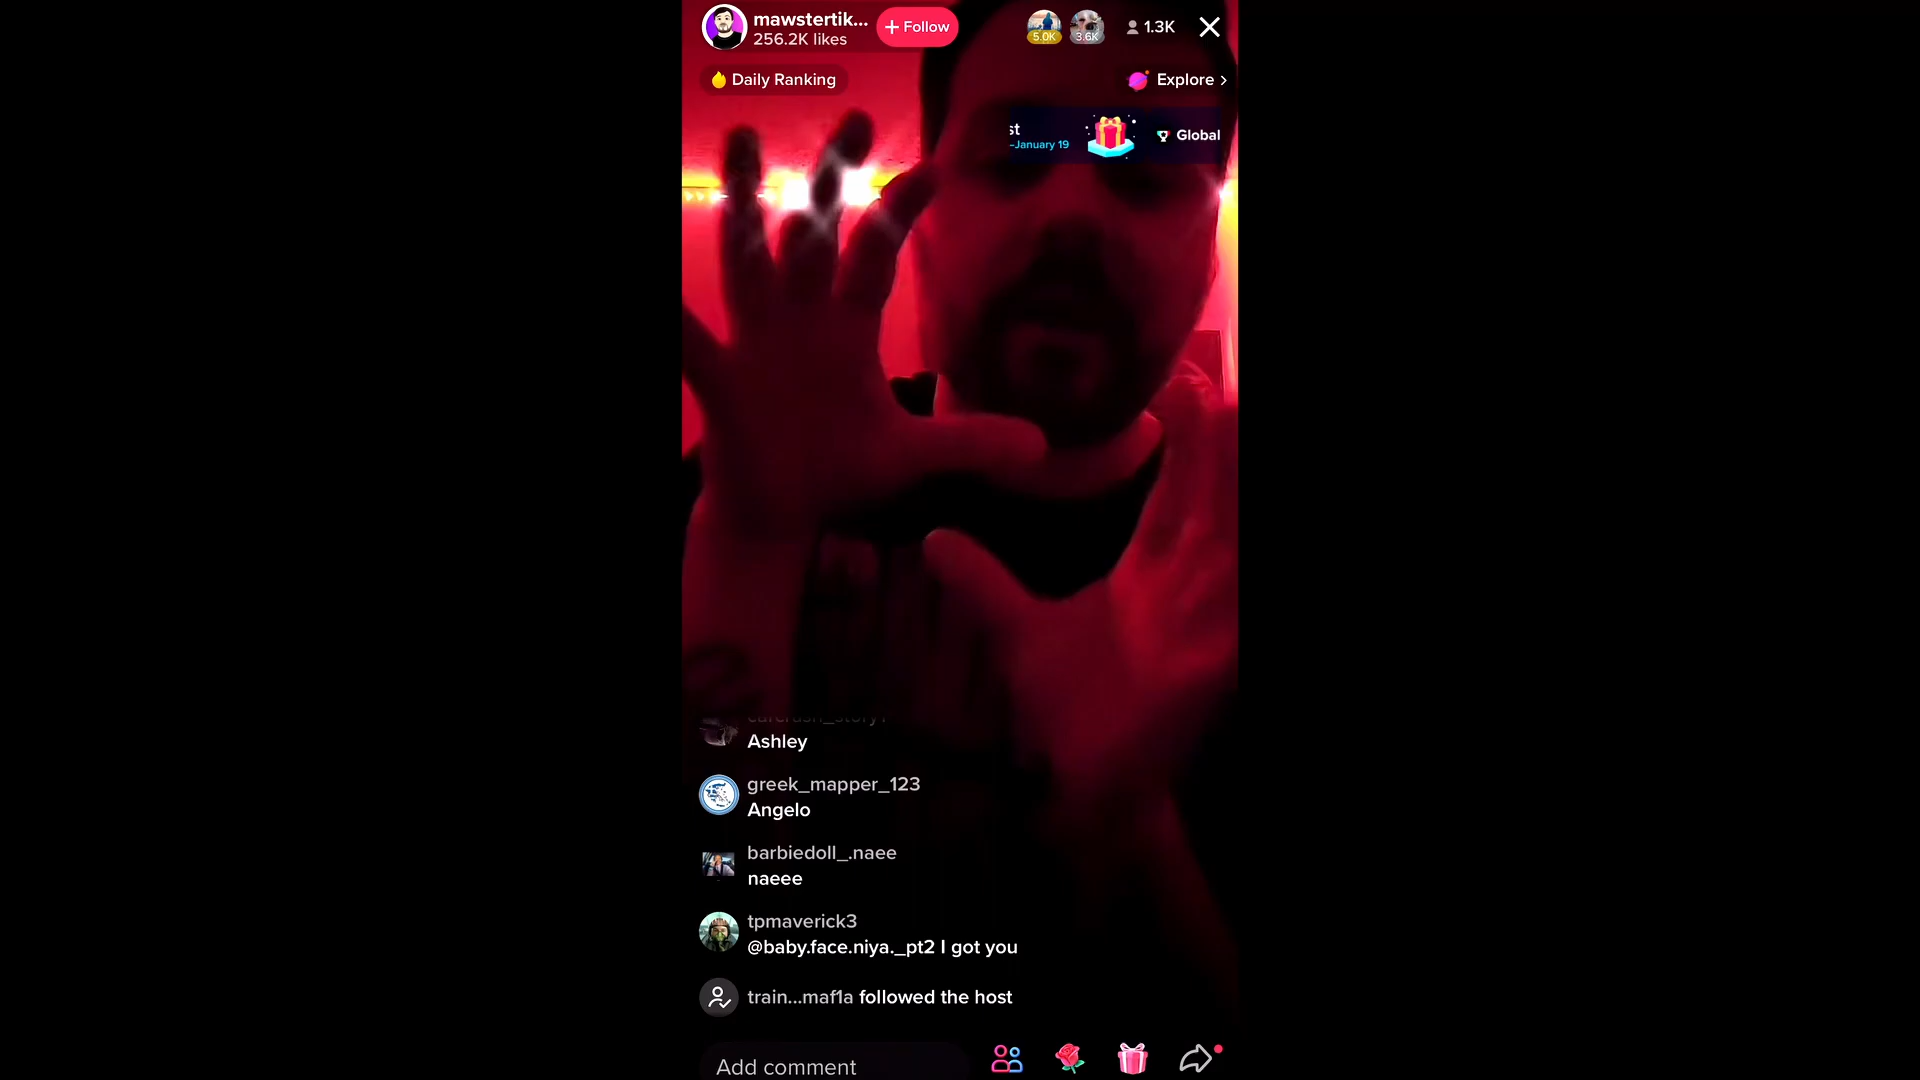 mawstertik...
256.2K likes
+ Follow
5.0K
3.6K
1.3K
Daily Ranking
Explore >
st
-January 19
Global
Ashley
greek_mapper_123
Angelo
barbiedoll_.naee
naeee
tpmaverick3
@baby.face.niya._pt2 I got you
train...maf1a followed the host
Add comment